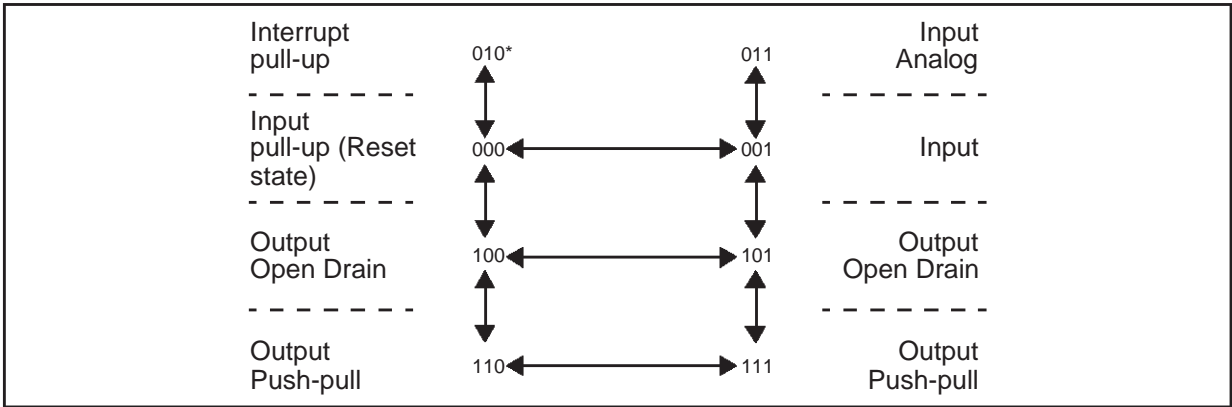 Interrupt
pull-up
010*
011
Input
Analog
Input
pull-up (Reset
state)
000
001
Input
Output
Open Drain
100
101
Output
Open Drain
Output
Push-pull
110
111
Output
Push-pull